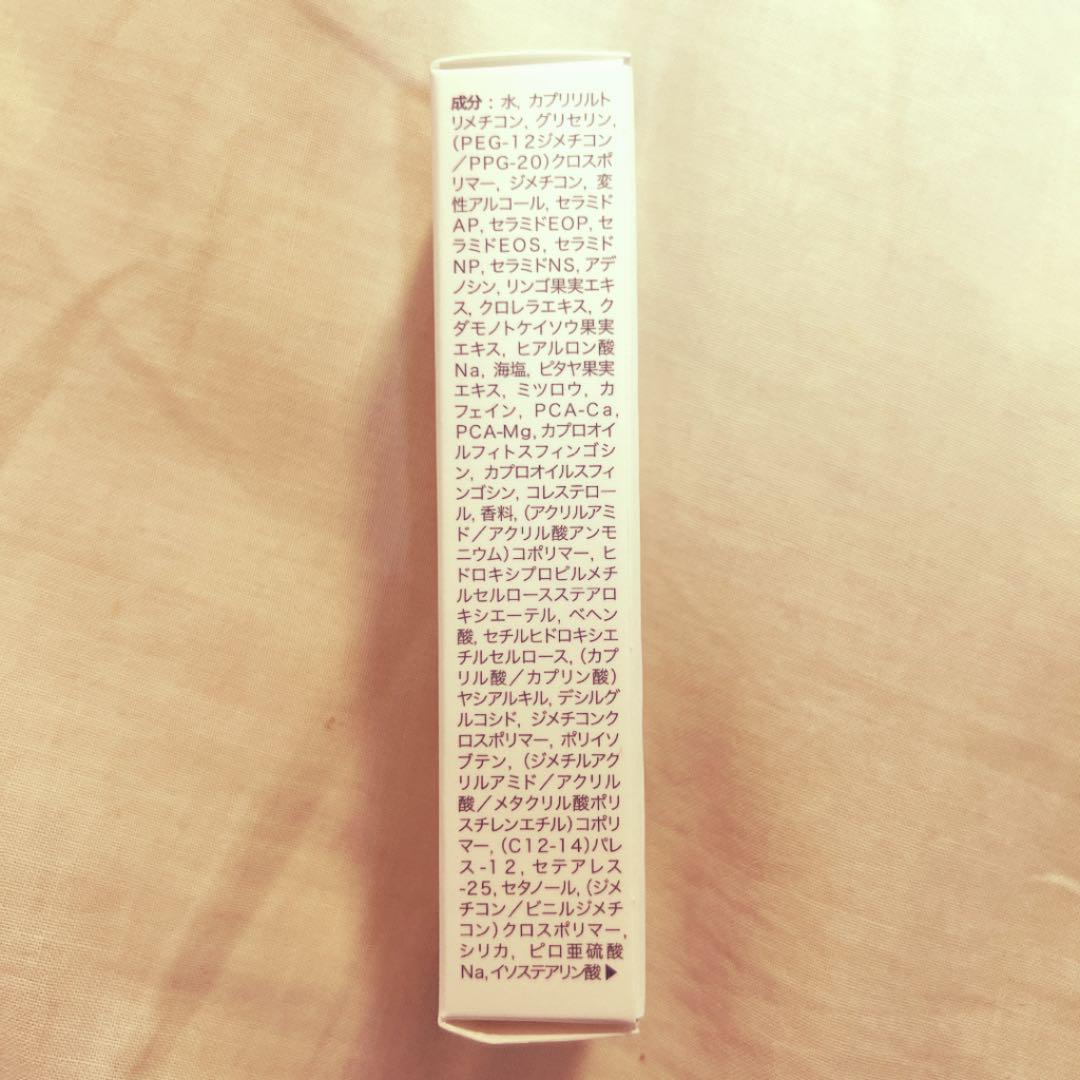 成分：水, カプリリルト
リメチコン, グリセリン,
(PEG-12ジメチコン
／PPG-20)クロスポ
リマー, ジメチコン, 変
性アルコール, セラミド
AP, セラミドEOP, セ
ラミドEOS, セラミド
NP, セラミドNS, アデ
ノシン, リンゴ果実エキ
ス, クロレラエキス, ク
ダモノトケイソウ果実
エキス, ヒアルロン酸
Na, 海塩, ピタヤ果実
エキス, ミツロウ, カ
フェイン, PCA-Ca,
PCA-Mg, カプロオイ
ルフィトスフィンゴシ
ン, カプロオイルスフィ
ンゴシン, コレステロー
ル, 香料, (アクリルアミ
ド／アクリル酸アンモ
ニウム)コポリマー, ヒ
ドロキシプロピルメチ
ルセルロースステアロ
キシエーテル, ベヘン
酸, セチルヒドロキシエ
チルセルロース, (カプ
リル酸／カプリン酸)
ヤシアルキル, デシルグ
ルコシド, ジメチコンク
ロスポリマー, ポリイソ
ブテン, (ジメチルアク
リルアミド／アクリル
酸／メタクリル酸ポリ
スチレンエチル)コポリ
マー, (C12-14)パレ
ス-12, セテアレス
-25, セタノール, (ジメ
チコン／ビニルジメチ
コン)クロスポリマー,
シリカ, ピロ亜硫酸
Na, イソステアリン酸▶